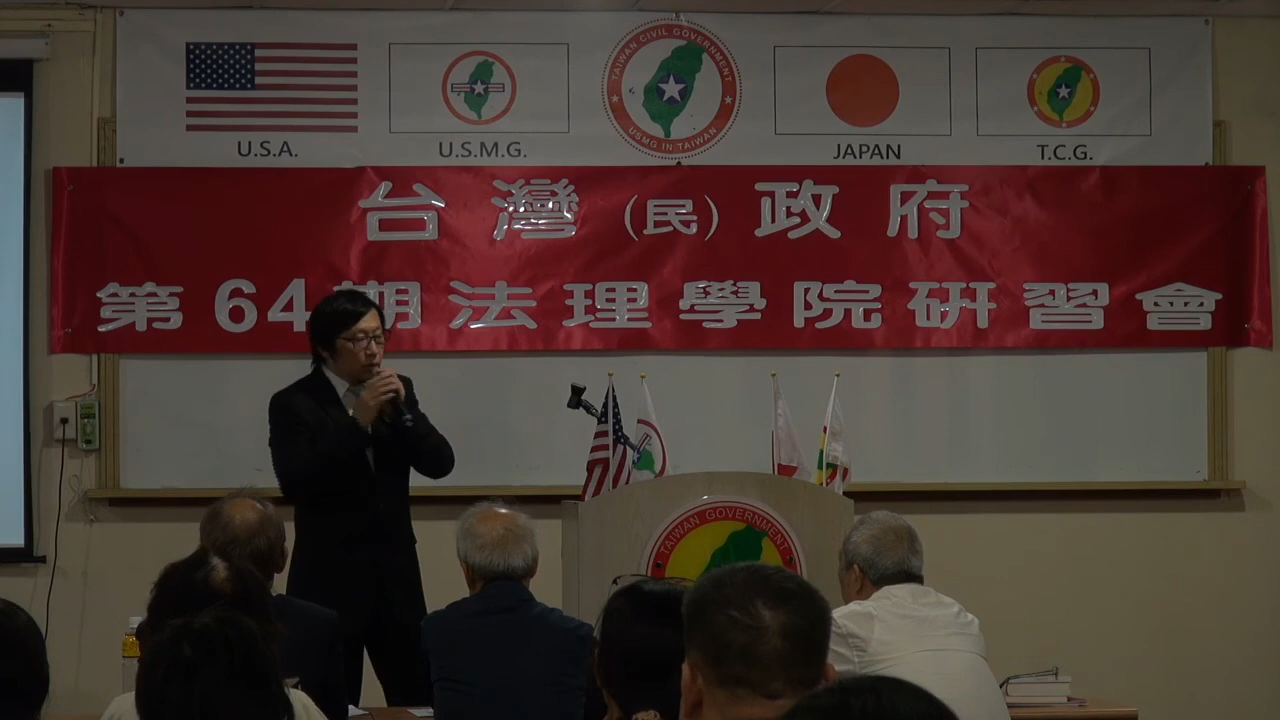 TAIWAN CIVIL GOVERNMENT
USMG IN TAIWAN
U.S.A.
U.S.M.G.
JAPAN
T.C.G.
台灣(民)政府
第64期法理學院研習會
TAIWAN GOVERNMENT